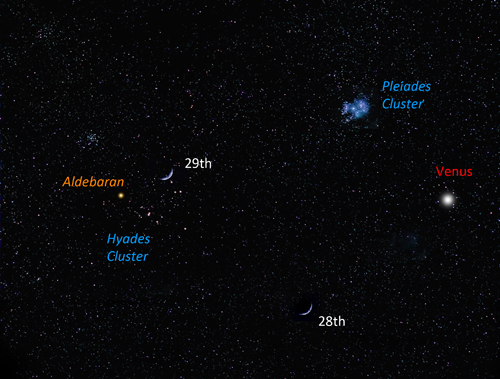 Pleiades
Cluster
29th
Venus
Aldebaran
Hyades
Cluster
28th